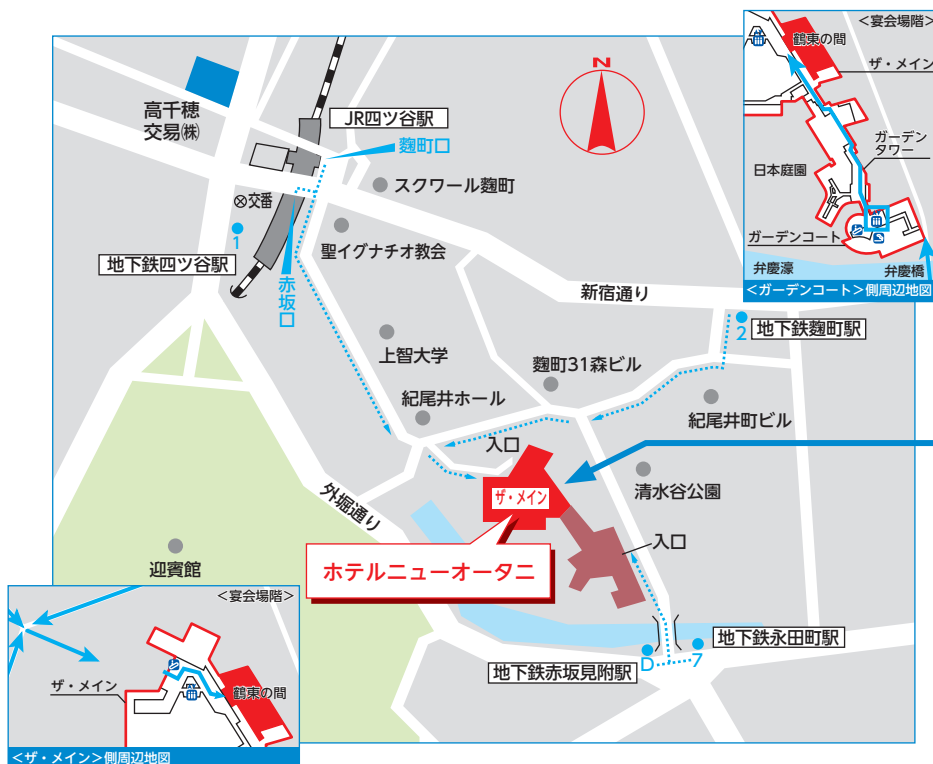 <宴会場階>
鶴東の間
ザ・メイン
ガーデン
タワー
日本庭園
ガーデンコート
弁慶濠
弁慶橋
<ガーデンコート>側周辺地図
高千穂
交易㈱
JR四ツ谷駅
麴町口
N
スクワール麴町
交番
1
聖イグナチオ教会
地下鉄四ツ谷駅
赤坂口
新宿通り
2
地下鉄麴町駅
上智大学
麴町31森ビル
紀尾井ホール
紀尾井町ビル
入口
清水谷公園
ザ・メイン
外堀通り
入口
ホテルニューオータニ
迎賓館
地下鉄永田町駅
D
7
地下鉄赤坂見附駅
<宴会場階>
ザ・メイン
鶴東の間
<ザ・メイン>側周辺地図